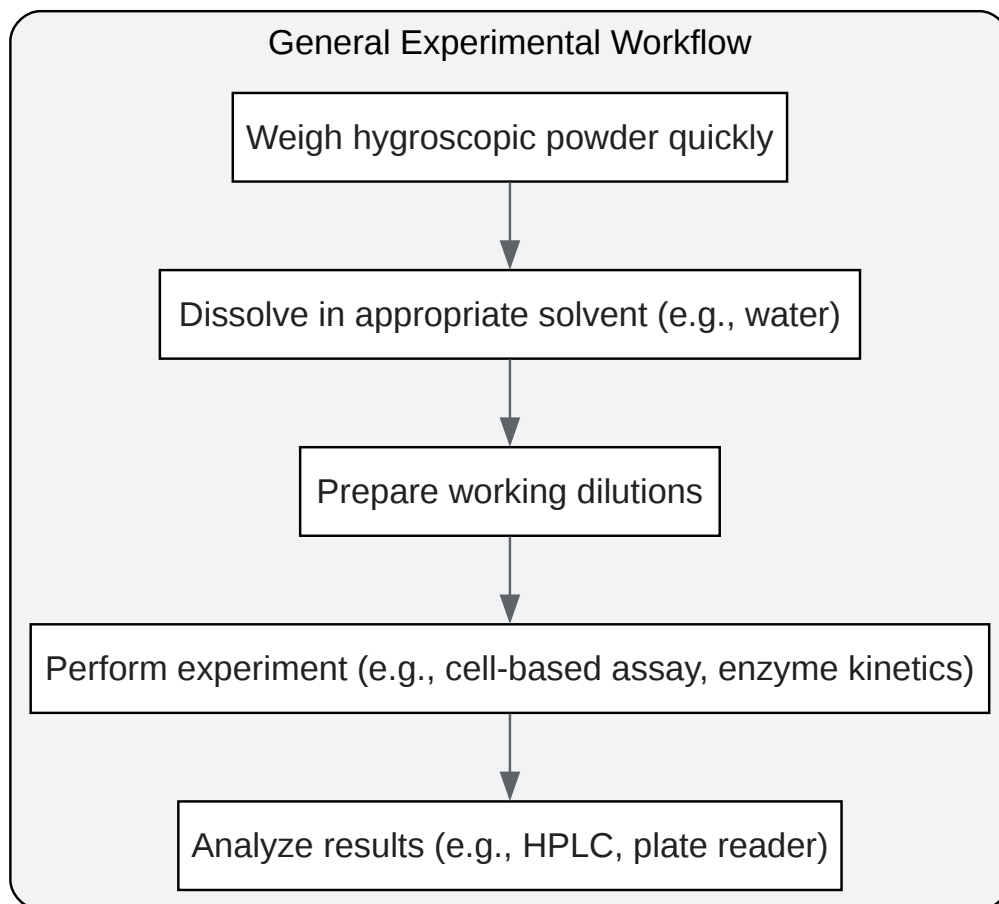 General Experimental Workflow
Weigh hygroscopic powder quickly
Dissolve in appropriate solvent (e.g., water)
Prepare working dilutions
Perform experiment (e.g., cell-based assay, enzyme kinetics)
Analyze results (e.g., HPLC, plate reader)